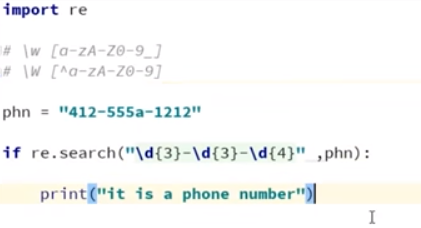 import re
# \w [a-zA-Z0-9_]
# \W [^a-zA-Z0-9]
phn = "412-555a-1212"
if re.search("\d{3}-\d{3}-\d{4}" ,phn):
print("it is a phone number")